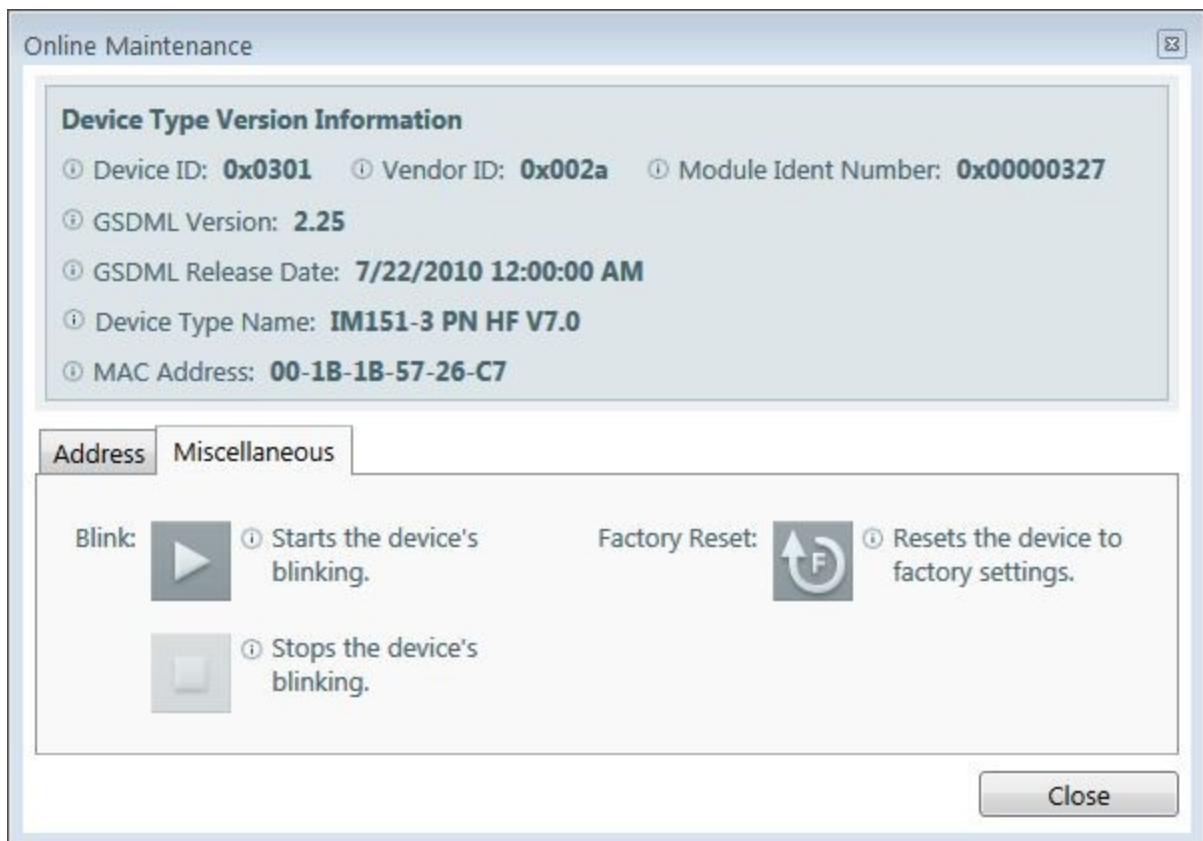 Online Maintenance
Device Type Version Information
Device ID: 0x0301 Vendor ID: 0x002a Module Ident Number: 0x00000327
GSDML Version: 2.25
GSDML Release Date: 7/22/2010 12:00:00 AM
Device Type Name: IM151-3 PN HF V7.0
MAC Address: 00-1B-1B-57-26-C7
Address Miscellaneous
Blink: Starts the device's Factory Reset: F Resets the device to
blinking. factory settings.
Stops the device's
blinking.
Close